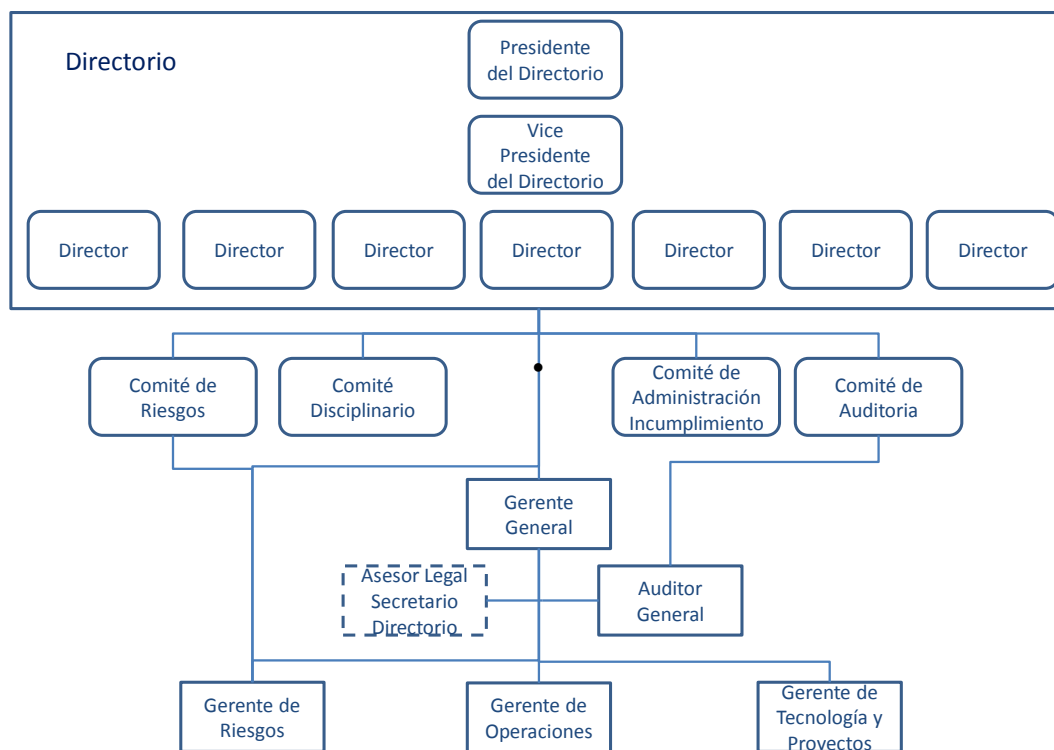 Directorio
Presidente
del Directorio
Vice
Presidente
del Directorio
Director
Director
Director
Director
Director
Director
Director
Comité de
Riesgos
Comité
Disciplinario
Comité de
Administración
Incumplimiento
Comité de
Auditoria
Gerente
General
Asesor Legal
Secretario
Directorio
Auditor
General
Gerente de
Riesgos
Gerente de
Operaciones
Gerente de
Tecnología y
Proyectos